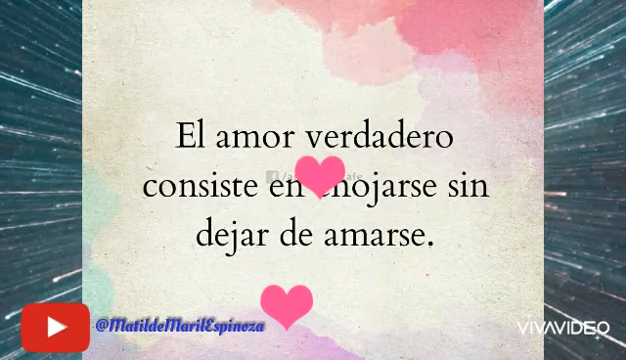 El amor verdadero
consiste en enojarse sin
dejar de amarse.
@MatildeMarilEspinoza
VIVAVIDEO